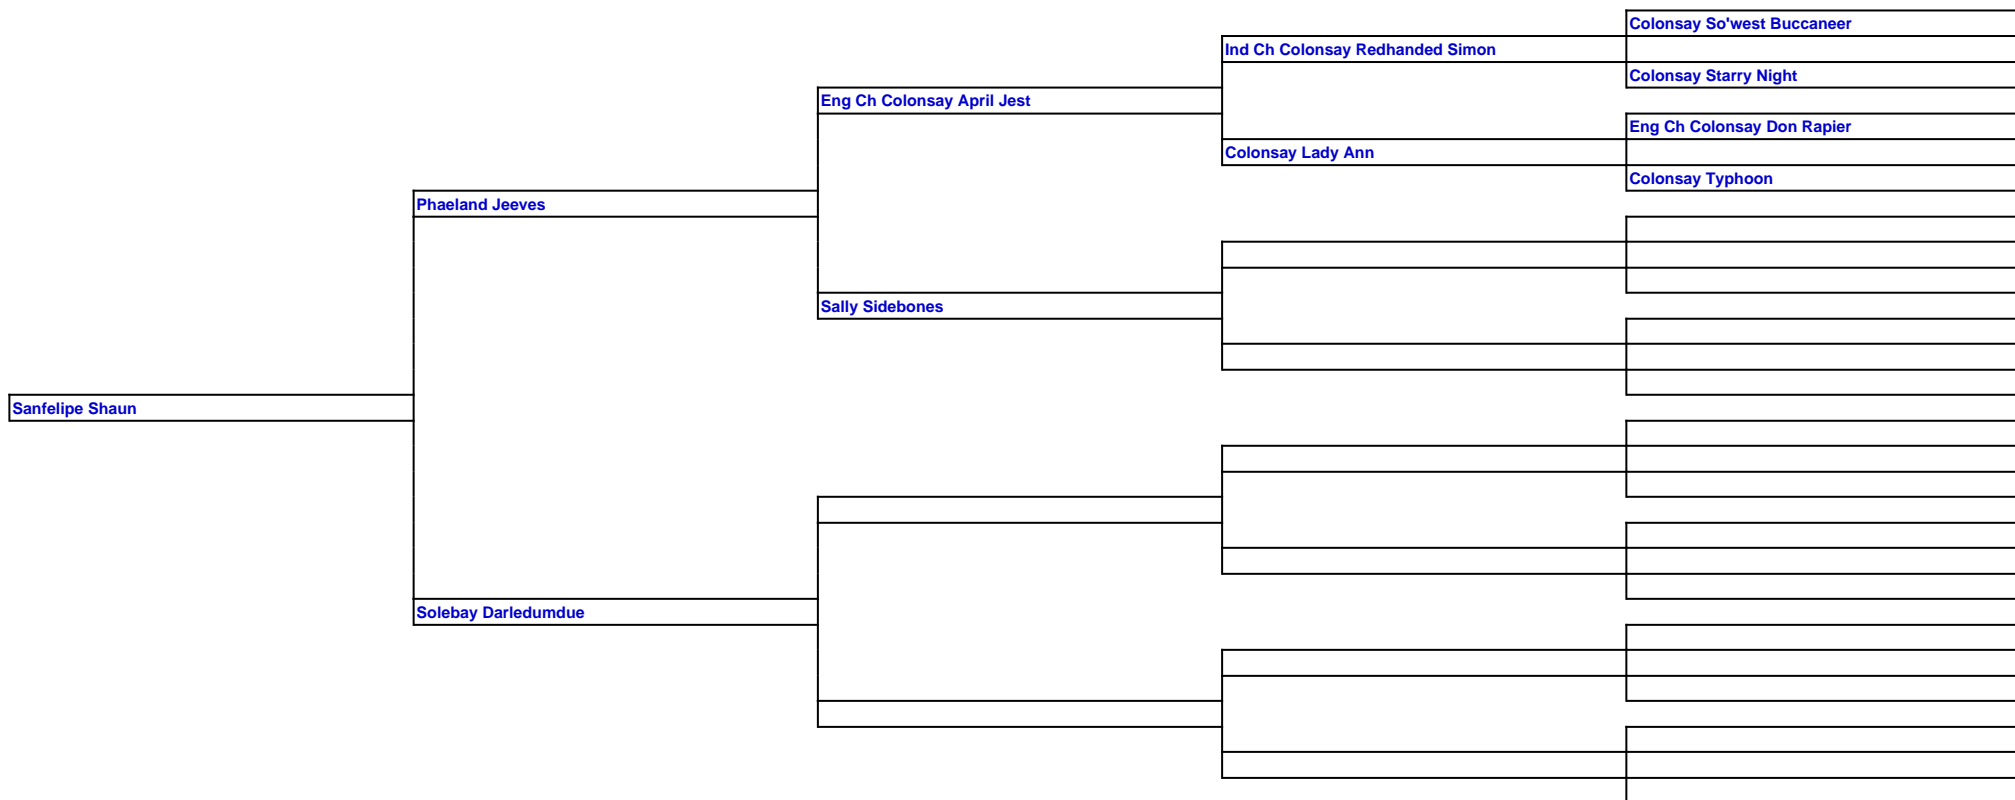 Colonsay So'west Buccaneer
Ind Ch Colonsay Redhanded Simon
Colonsay Starry Night
Eng Ch Colonsay April Jest
Eng Ch Colonsay Don Rapier
Colonsay Lady Ann
Colonsay Typhoon
Phaeland Jeeves
Sally Sidebones
Sanfelipe Shaun
Solebay Darledumdue